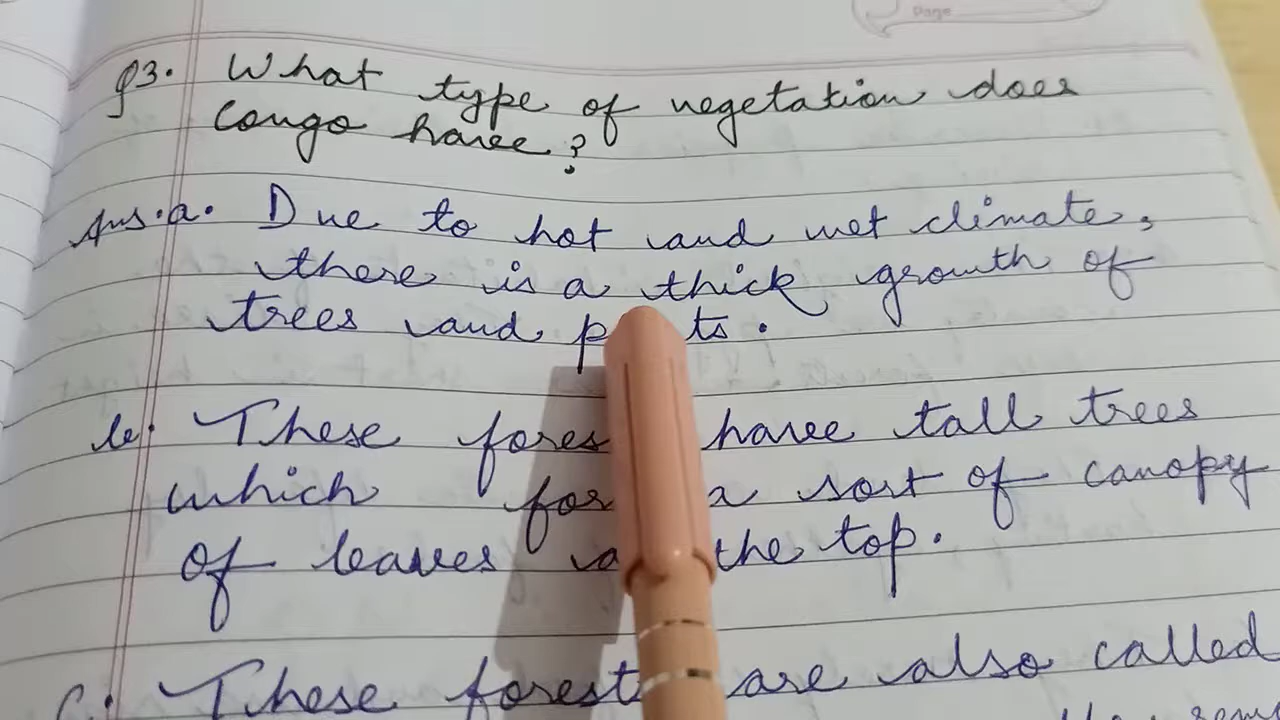 Page
Q3. What type of vegetation does
Congo have?
Ans.a. Due to hot and wet climate,
there is a thick growth of
trees and p ts.
b. These fores have tall trees
which for a sort of canopy
of leaves a the top.
c. These forest are also called